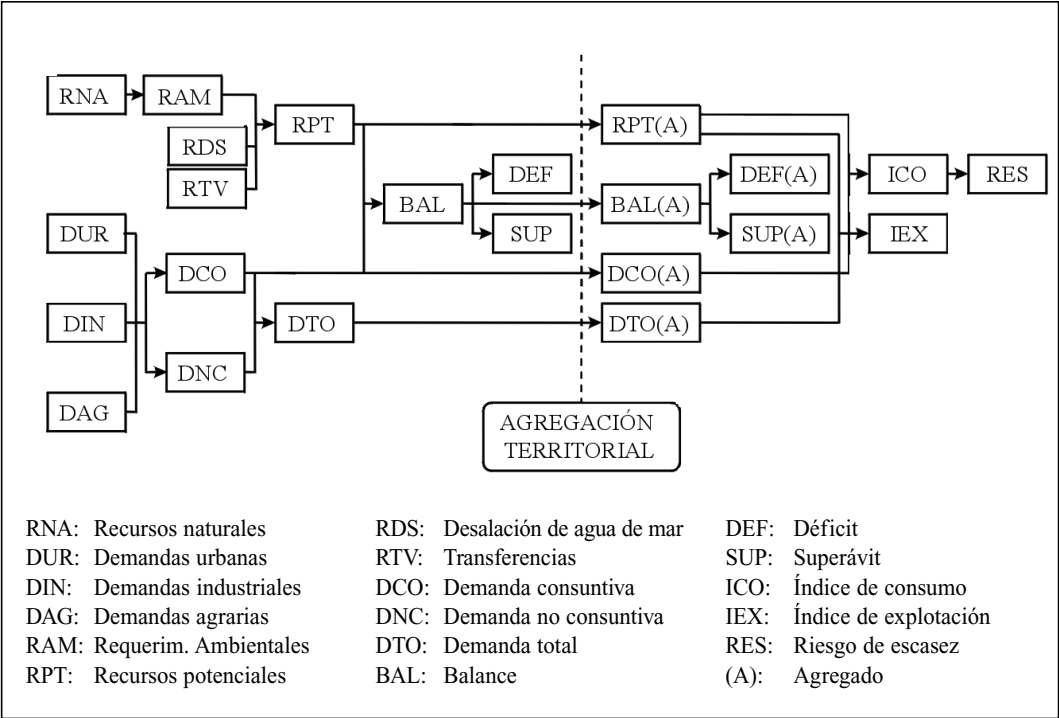 RNA
RAM
RPT
RPT(A)
RDS
RTV
DEF
DEF(A)
ICO
RES
BAL
BAL(A)
DUR
SUP
SUP(A)
IEX
DCO
DCO(A)
DIN
DTO
DTO(A)
DNC
DAG
AGREGACIÓN
TERRITORIAL
RNA: Recursos naturales
DUR: Demandas urbanas
DIN: Demandas industriales
DAG: Demandas agrarias
RAM: Requerim. Ambientales
RPT: Recursos potenciales
RDS: Desalación de agua de mar
RTV: Transferencias
DCO: Demanda consuntiva
DNC: Demanda no consuntiva
DTO: Demanda total
BAL: Balance
DEF: Déficit
SUP: Superávit
ICO: Índice de consumo
IEX: Índice de explotación
RES: Riesgo de escasez
(A): Agregado